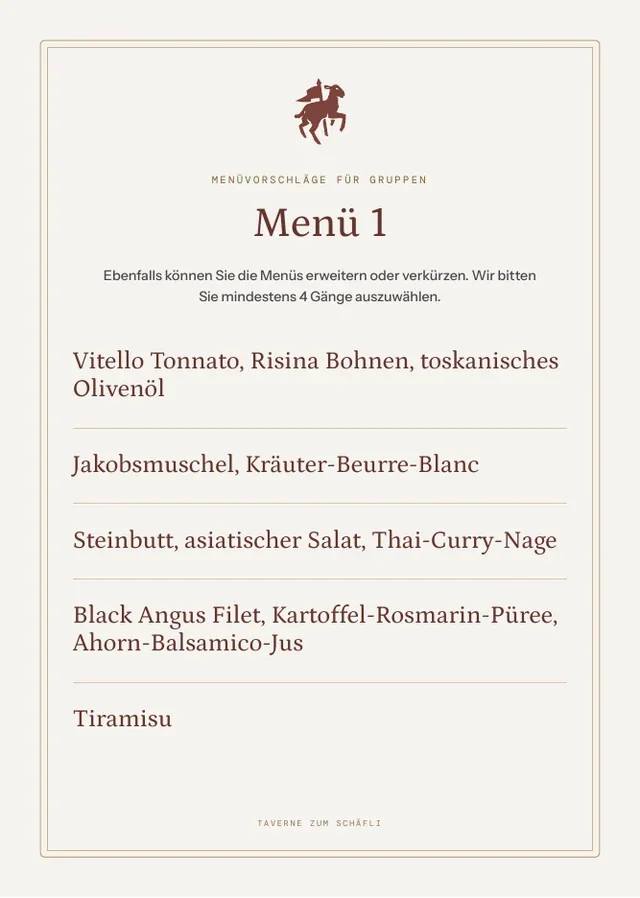 MENÜVORSCHLÄGE FÜR GRUPPEN
Menü 1
Ebenfalls können Sie die Menüs erweitern oder verkürzen. Wir bitten
Sie mindestens 4 Gänge auszuwählen.
Vitello Tonnato, Risina Bohnen, toskanisches
Olivenöl
Jakobsmuschel, Kräuter-Beurre-Blanc
Steinbutt, asiatischer Salat, Thai-Curry-Nage
Black Angus Filet, Kartoffel-Rosmarin-Püree,
Ahorn-Balsamico-Jus
Tiramisu
TAVERNE ZUM SCHÄFLI